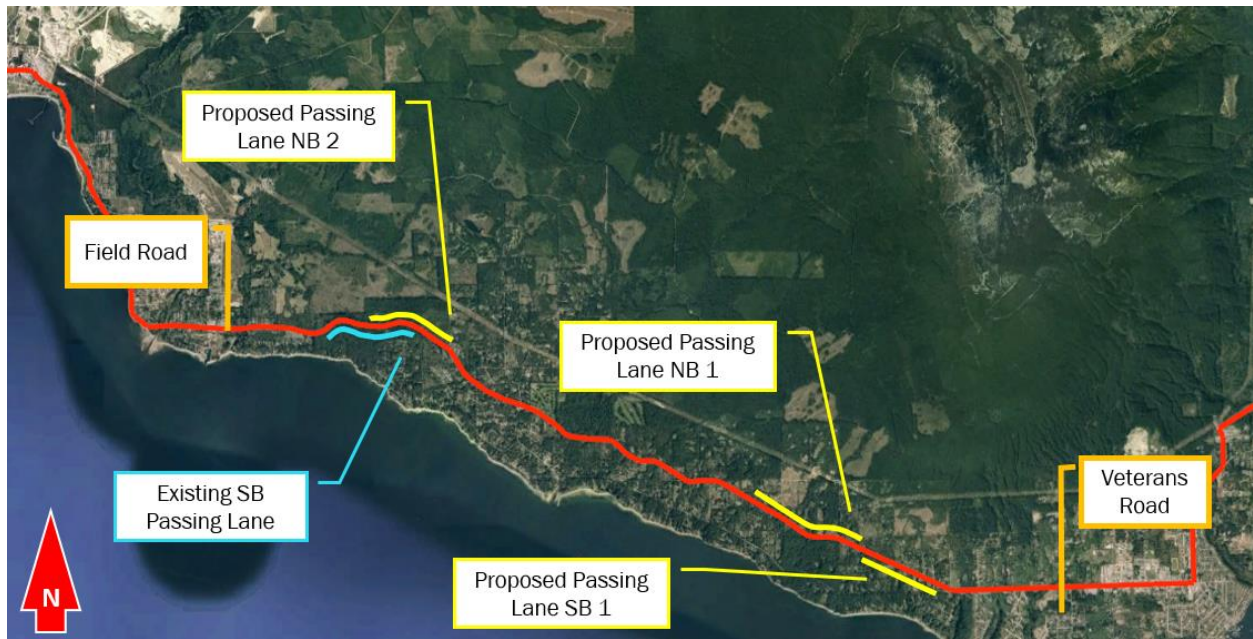 Proposed Passing
Lane NB 2
Field Road
Proposed Passing
Lane NB 1
Existing SB
Passing Lane
Veterans
Road
Proposed Passing
Lane SB 1
N